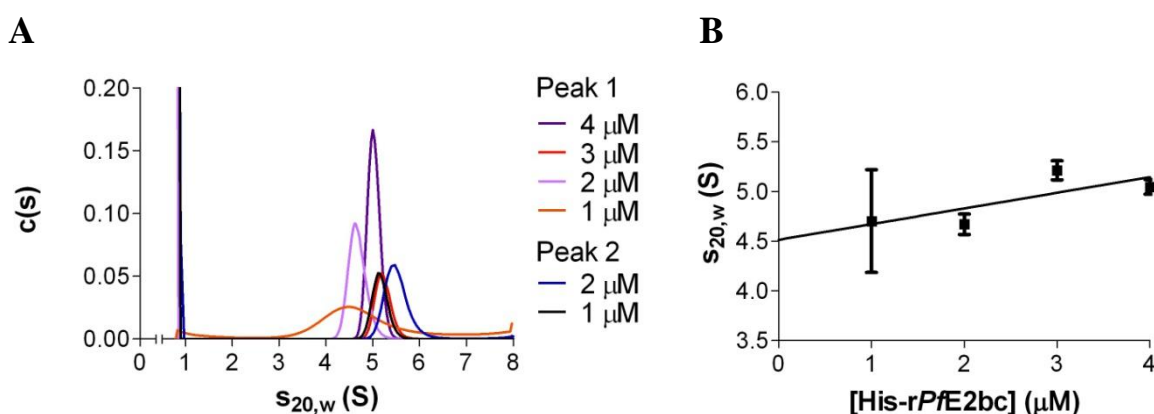 A
B
Peak 1
4 μM
3 μM
2 μM
1 μM
Peak 2
2 μM
1 μM
c(s)
0.20
0.15
0.10
0.05
0.00
0 1 2 3 4 5 6 7 8
s20,w (S)
s20,w (S)
6.0
5.5
5.0
4.5
4.0
3.5
0 1 2 3 4
[His-rPfE2bc] (μM)